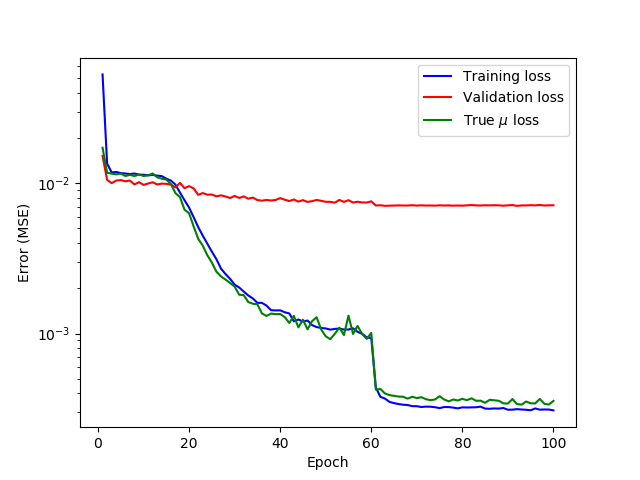 Training loss
Validation loss
True μ loss
10⁻²
10⁻³
Error (MSE)
0 20 40 60 80 100
Epoch